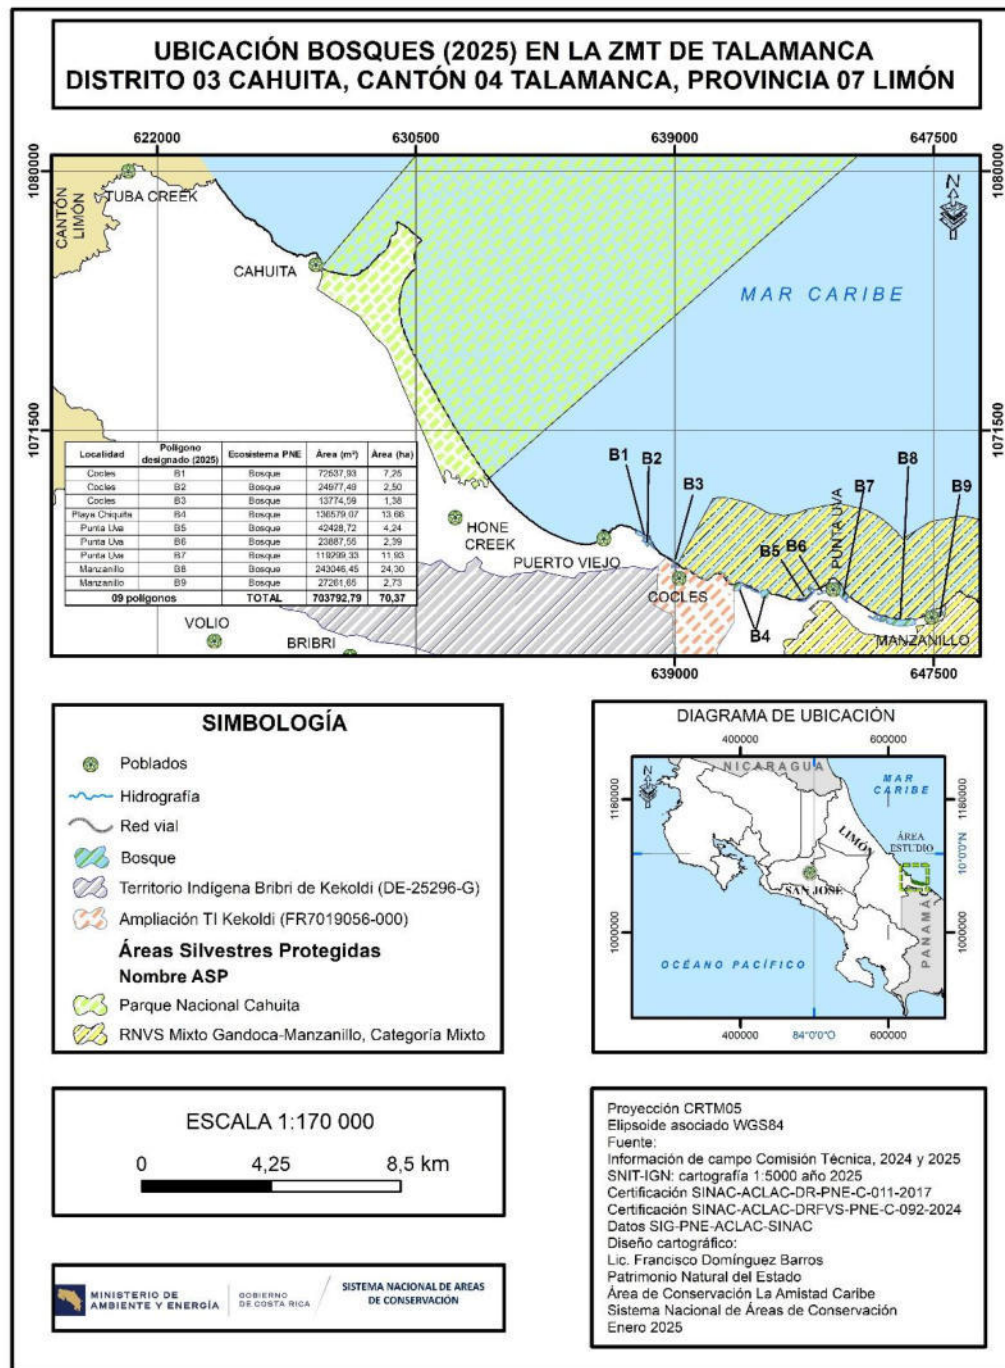 UBICACIÓN BOSQUES (2025) EN LA ZMT DE TALAMANCA
DISTRITO 03 CAHUITA, CANTÓN 04 TALAMANCA, PROVINCIA 07 LIMÓN
622000 630500 639000 647500
1080000 1080000
CANTÓN LIMÓN
TUBA CREEK
N
CAHUITA
MAR CARIBE
1071500 1071500
Localidad Polígono designado (2025) Ecosistema PNE Área (m²) Área (ha)
Cocles B1 Bosque 72537,93 7,25
Cocles B2 Bosque 24977,49 2,50
Cocles B3 Bosque 13774,59 1,38
Playa Chiquita B4 Bosque 136579,07 13,66
Punta Uva B5 Bosque 42428,72 4,24
Punta Uva B6 Bosque 23887,55 2,39
Punta Uva B7 Bosque 119299,33 11,93
Manzanillo B8 Bosque 243046,45 24,30
Manzanillo B9 Bosque 27261,65 2,73
09 polígonos TOTAL 703792,79 70,37
B1 B2 B3 B5 B6 PUNTA UVA B7 B8 B9
HONE CREEK
PUERTO VIEJO
COCLES
B4
MANZANILLO
VOLIO
BRIBRI
639000 647500
SIMBOLOGÍA
Poblados
Hidrografía
Red vial
Bosque
Territorio Indígena Bribri de Kekoldi (DE-25296-G)
Ampliación TI Kekoldi (FR7019056-000)
Áreas Silvestres Protegidas
Nombre ASP
Parque Nacional Cahuita
RNVS Mixto Gandoca-Manzanillo, Categoría Mixto
DIAGRAMA DE UBICACIÓN
400000 600000
NICARAGUA
N
MAR CARIBE
1180000 1180000
LIMÓN
ÁREA ESTUDIO
10°0'0"N
SAN JOSÉ
PANAMÁ
1000000 1000000
OCÉANO PACÍFICO
400000 84°0'0"O 600000
ESCALA 1:170 000
0 4,25 8,5 km
MINISTERIO DE AMBIENTE Y ENERGÍA
GOBIERNO DE COSTA RICA
SISTEMA NACIONAL DE AREAS DE CONSERVACIÓN
Proyección CRTM05
Elipsoide asociado WGS84
Fuente:
Información de campo Comisión Técnica, 2024 y 2025
SNIT-IGN: cartografía 1:5000 año 2025
Certificación SINAC-ACLAC-DR-PNE-C-011-2017
Certificación SINAC-ACLAC-DRFVS-PNE-C-092-2024
Datos SIG-PNE-ACLAC-SINAC
Diseño cartográfico:
Lic. Francisco Domínguez Barros
Patrimonio Natural del Estado
Área de Conservación La Amistad Caribe
Sistema Nacional de Áreas de Conservación
Enero 2025